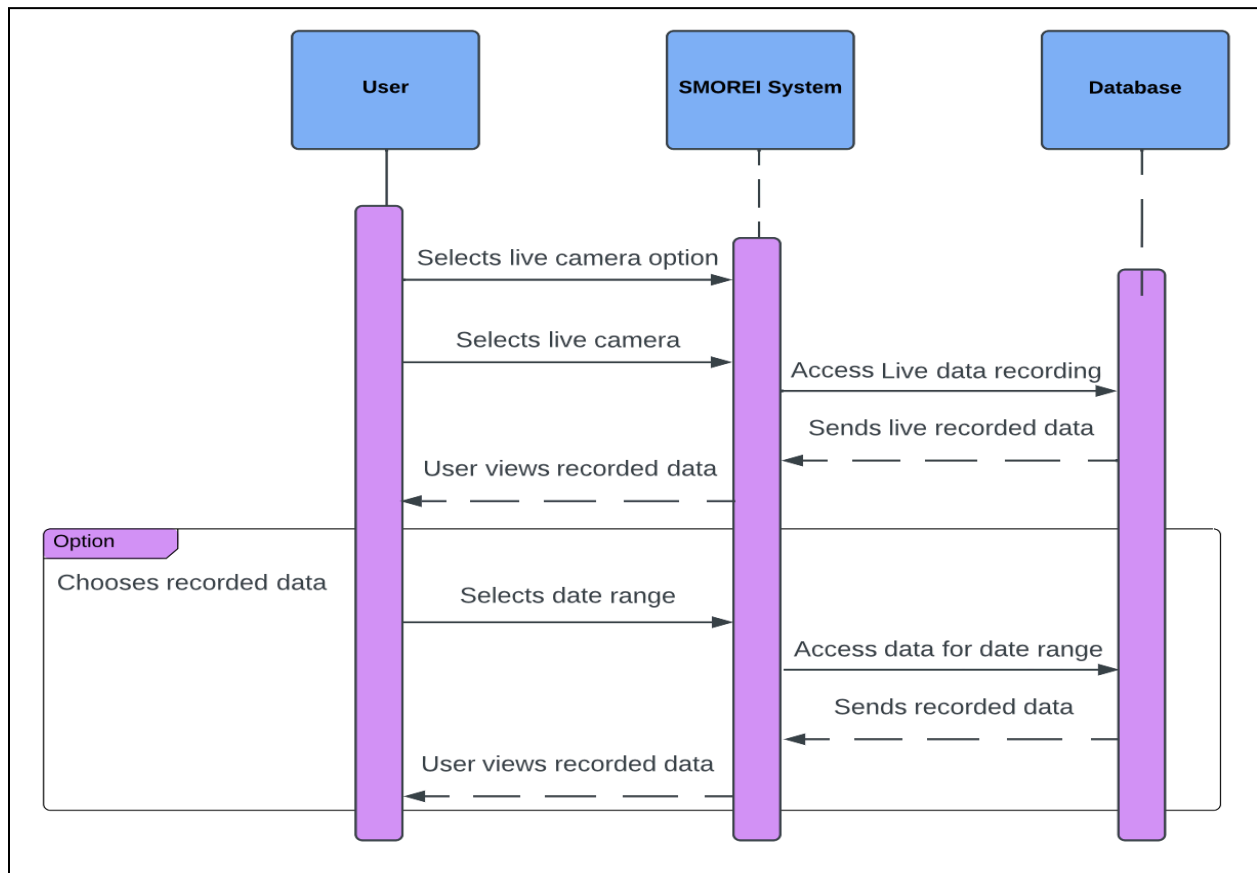 User
SMOREI System
Database
Selects live camera option
Selects live camera
Access Live data recording
Sends live recorded data
User views recorded data
Option
Chooses recorded data
Selects date range
Access data for date range
Sends recorded data
User views recorded data